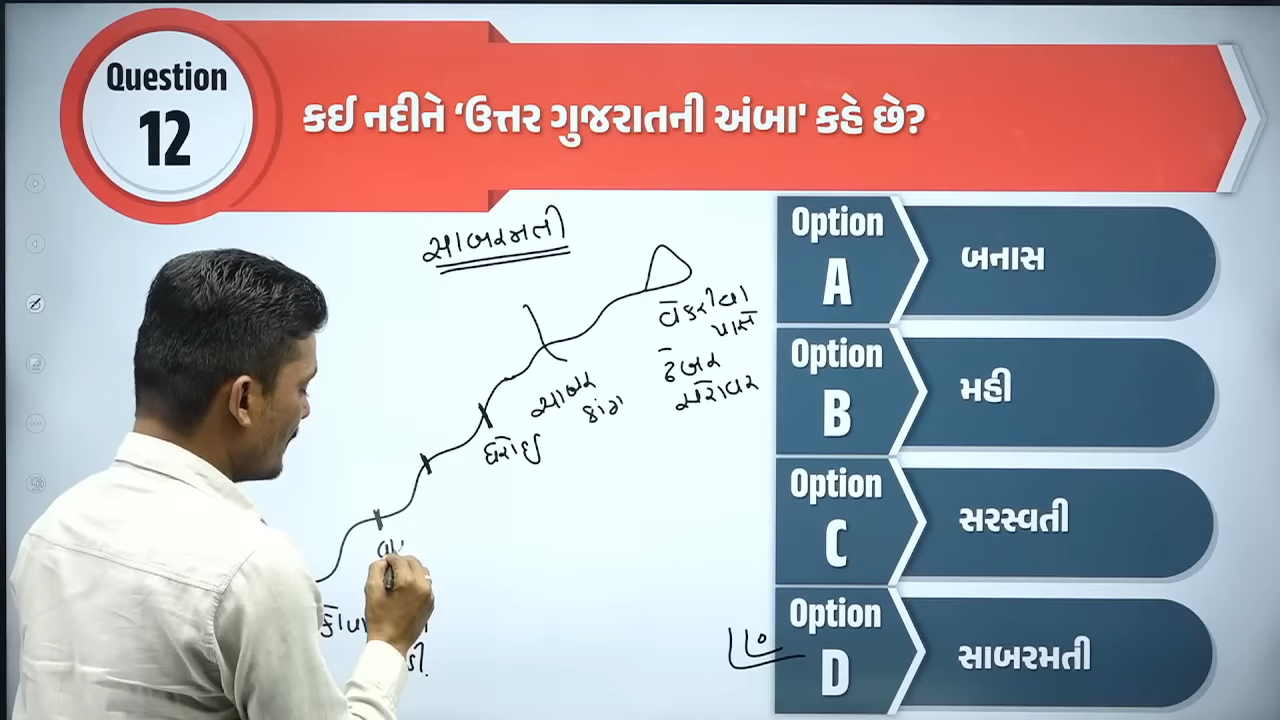 Question
12
કઈ નદીને ‘ઉત્તર ગુજરાતની અંબા' કહે છે?
Option
A
બનાસ
Option
B
મહી
Option
C
સરસ્વતી
Option
D
સાબરમતી
સાબરમતી
વેકરીયા
પાસે
ઢેબર
સરોવર
સાબર
કાંઠા
ધરોઈ